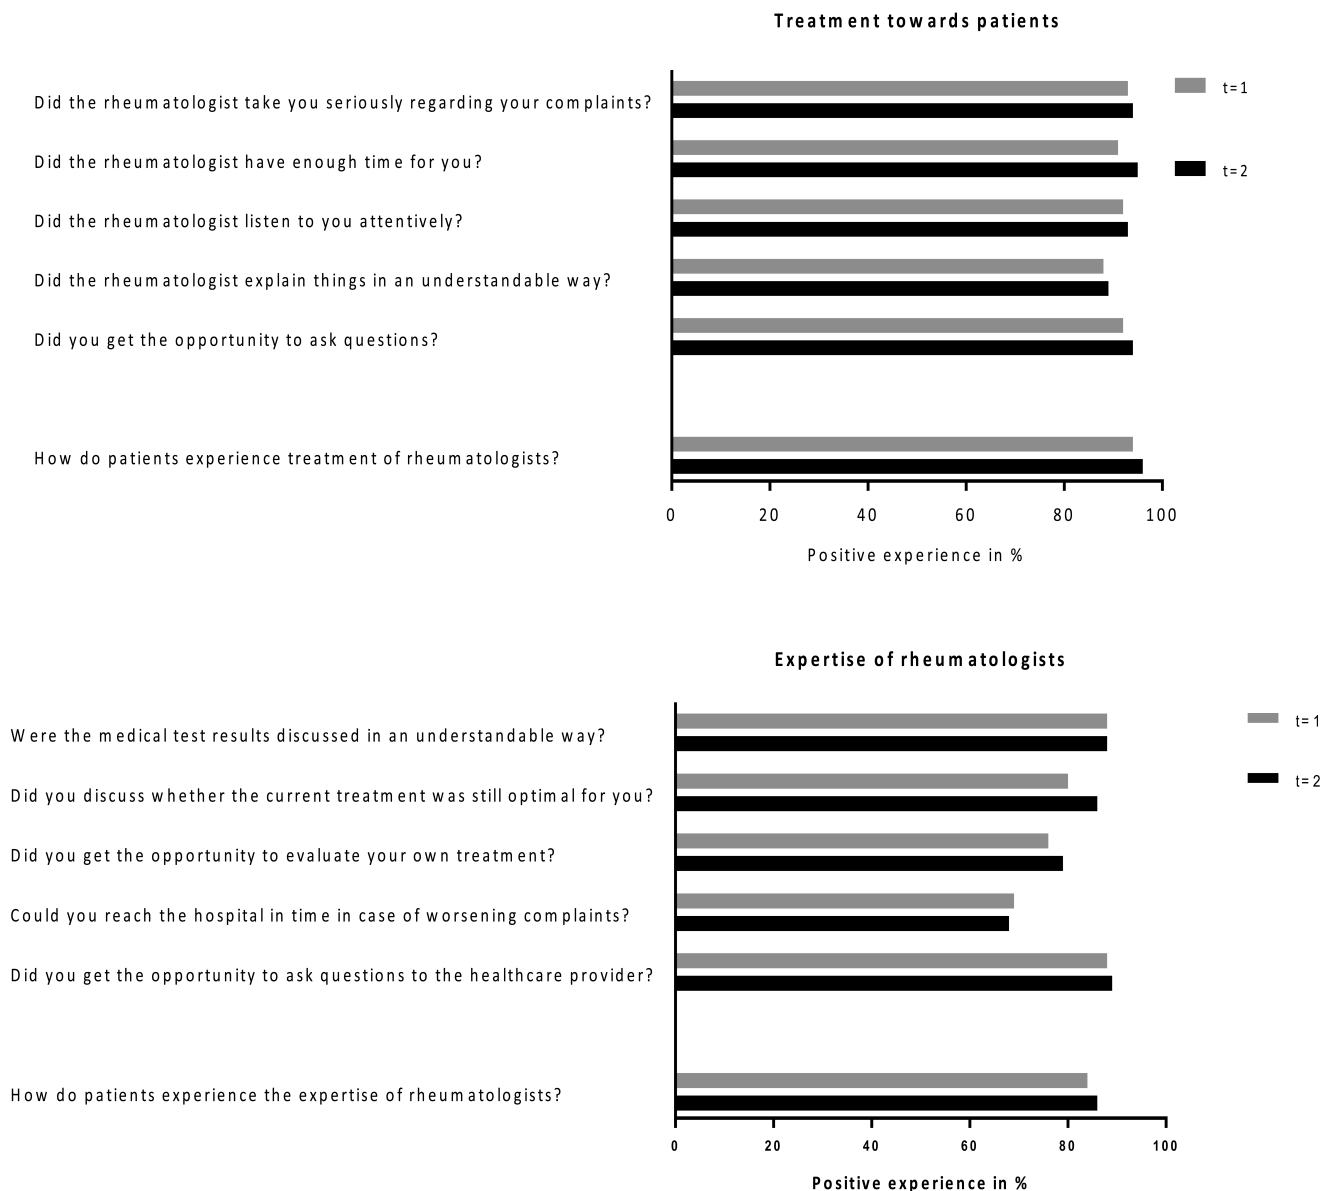 Treatment towards patients
t=1
Did the rheumatologist take you seriously regarding your complaints?
Did the rheumatologist have enough time for you?
t=2
Did the rheumatologist listen to you attentively?
Did the rheumatologist explain things in an understandable way?
Did you get the opportunity to ask questions?
How do patients experience treatment of rheumatologists?
0 20 40 60 80 100
Positive experience in %
Expertise of rheumatologists
t=1
Were the medical test results discussed in an understandable way?
t=2
Did you discuss whether the current treatment was still optimal for you?
Did you get the opportunity to evaluate your own treatment?
Could you reach the hospital in time in case of worsening complaints?
Did you get the opportunity to ask questions to the healthcare provider?
How do patients experience the expertise of rheumatologists?
0 20 40 60 80 100
Positive experience in %